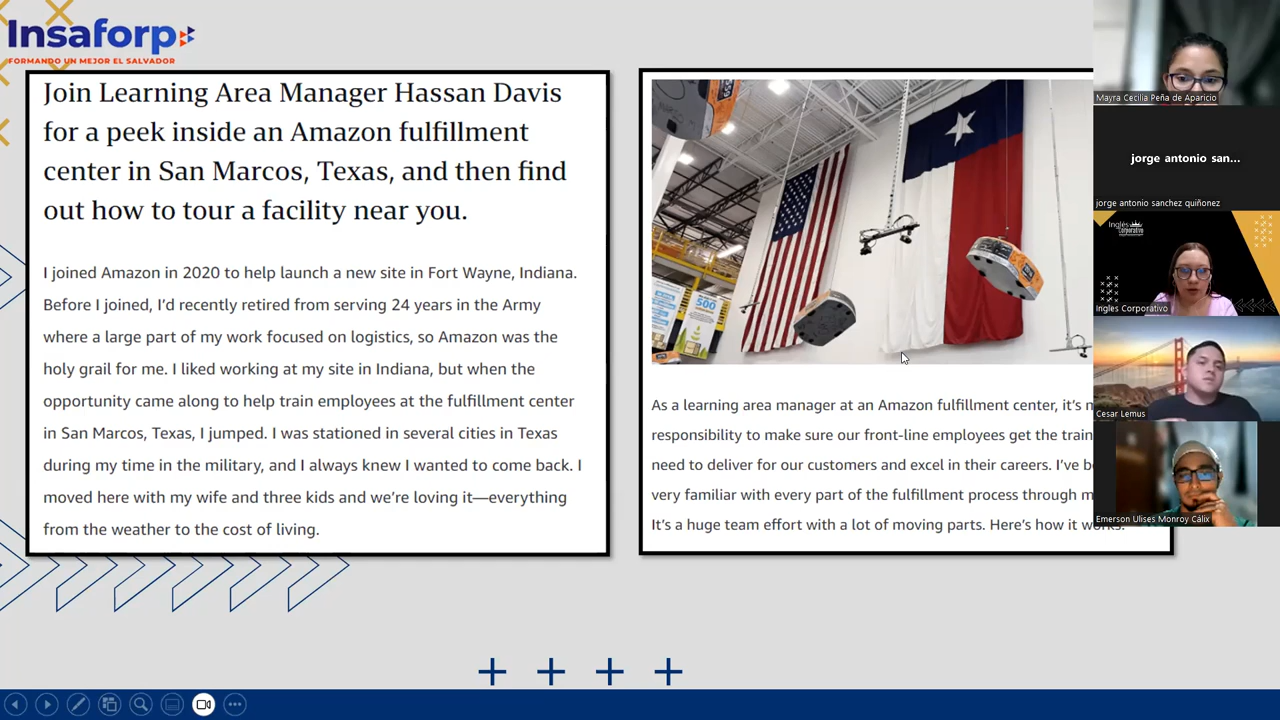 Insaforp
FORMANDO UN MEJOR EL SALVADOR
Join Learning Area Manager Hassan Davis
for a peek inside an Amazon fulfillment
center in San Marcos, Texas, and then find
out how to tour a facility near you.
I joined Amazon in 2020 to help launch a new site in Fort Wayne, Indiana.
Before I joined, I’d recently retired from serving 24 years in the Army
where a large part of my work focused on logistics, so Amazon was the
holy grail for me. I liked working at my site in Indiana, but when the
opportunity came along to help train employees at the fulfillment center
in San Marcos, Texas, I jumped. I was stationed in several cities in Texas
during my time in the military, and I always knew I wanted to come back. I
moved here with my wife and three kids and we’re loving it—everything
from the weather to the cost of living.
500
As a learning area manager at an Amazon fulfillment center, it’s
responsibility to make sure our front-line employees get the
need to deliver for our customers and excel in their careers. I’ve
very familiar with every part of the fulfillment process through
It’s a huge team effort with a lot of moving parts. Here’s how it works:
Mayra Cecilia Peña de Aparicio
jorge antonio san...
jorge antonio sanchez quiñonez
Inglés
Corporativo
Ingles Corporativo
Cesar Lemus
Emerson Ulises Monroy Cálix